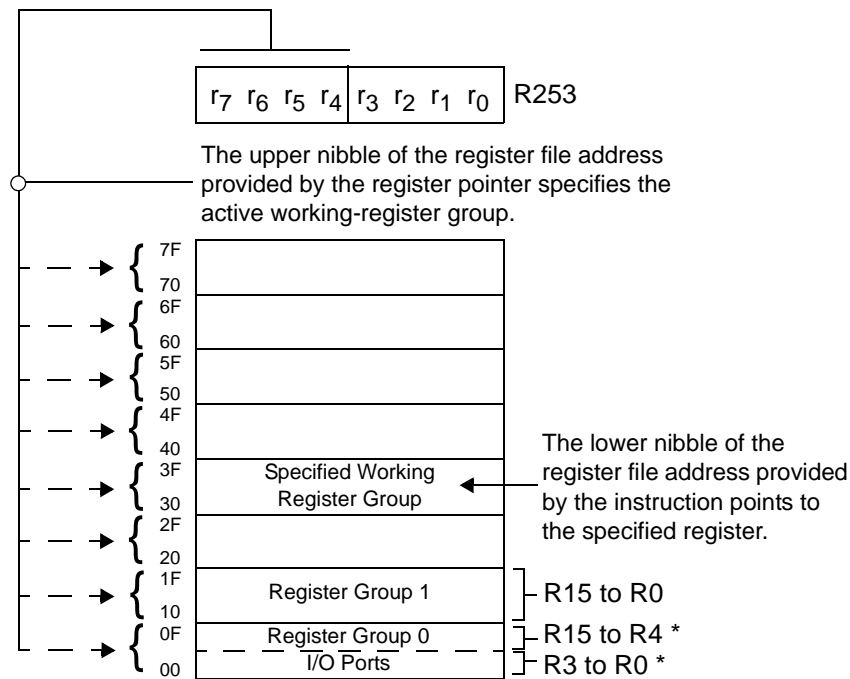 r7 r6 r5 r4 r3 r2 r1 r0 R253
The upper nibble of the register file address
provided by the register pointer specifies the
active working-register group.
7F
70
6F
60
5F
50
4F
40
3F
30
2F
20
1F
10
0F
00
Specified Working
Register Group
The lower nibble of the
register file address provided
by the instruction points to
the specified register.
Register Group 1
R15 to R0
Register Group 0
R15 to R4 *
I/O Ports
R3 to R0 *